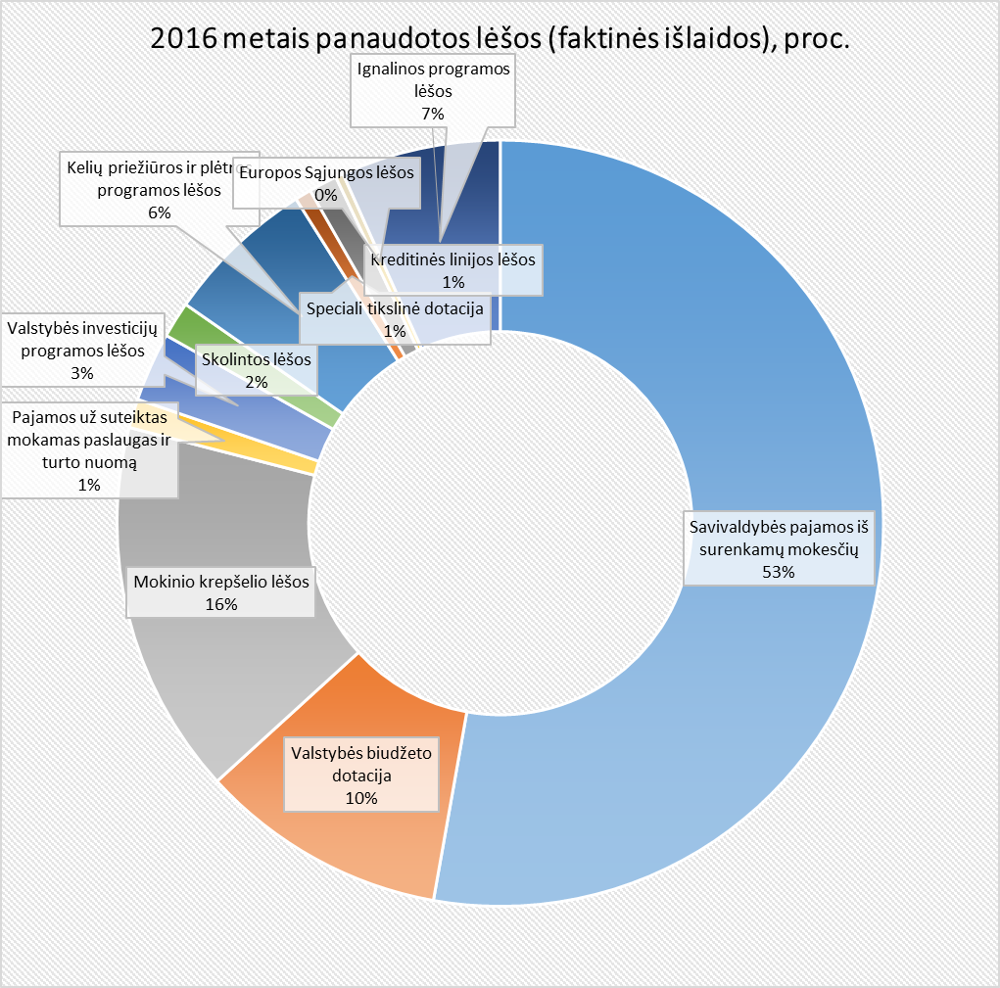 2016 metais panaudotos lėšos (faktinės išlaidos), proc.
Ignalinos programos
lėšos
7%
Kelių priežiūros ir plėtros
programos lėšos
6%
Europos Sąjungos lėšos
0%
Kreditinės linijos lėšos
1%
Speciali tikslinė dotacija
1%
Valstybės investicijų
programos lėšos
3%
Skolintos lėšos
2%
Pajamos už suteiktas
mokamas paslaugas ir
turto nuomą
1%
Savivaldybės pajamos iš
surenkamų mokesčių
53%
Mokinio krepšelio lėšos
16%
Valstybės biudžeto
dotacija
10%